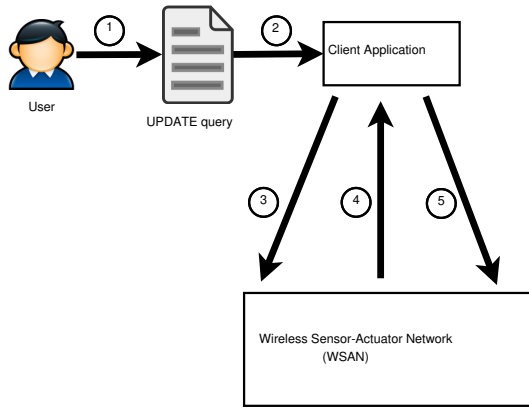 1
2
Client Application
User
UPDATE query
3
4
5
Wireless Sensor-Actuator Network
(WSAN)